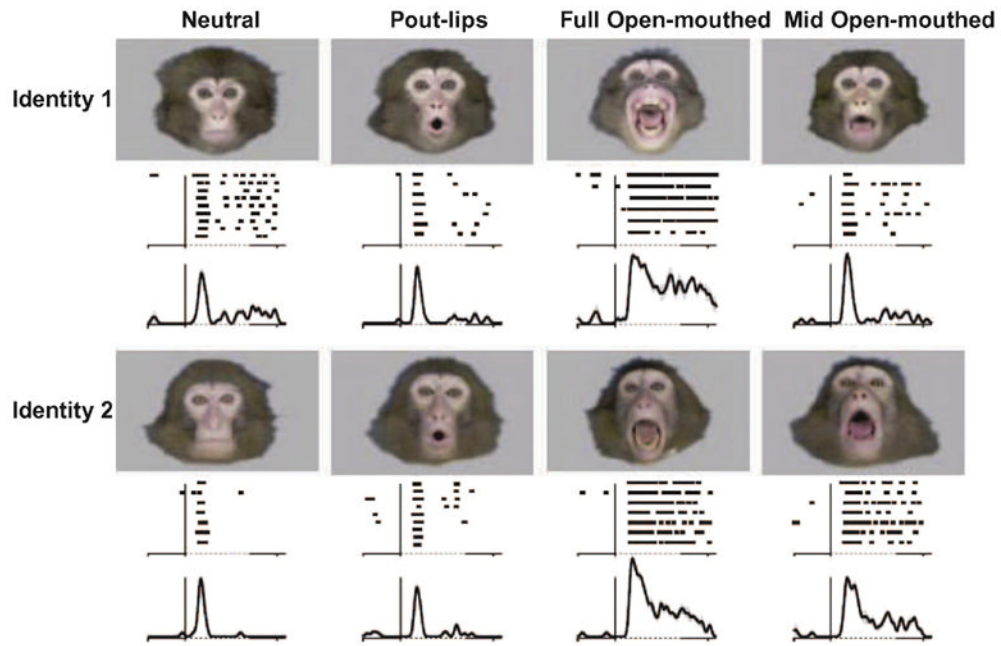 Neutral Pout-lips Full Open-mouthed Mid Open-mouthed
Identity 1
Identity 2